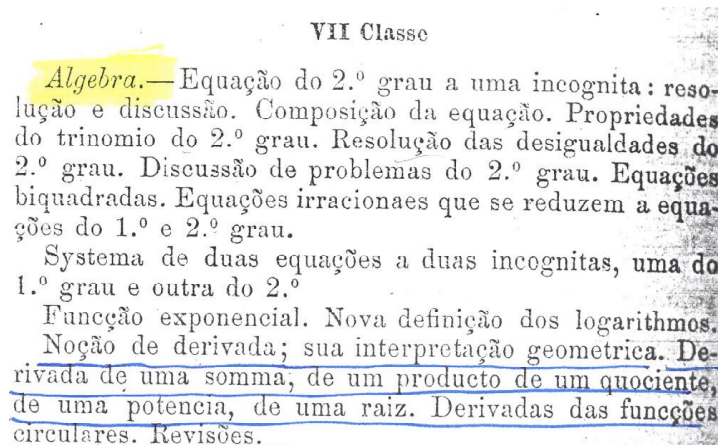 VII Classe
Algebra.—Equação do 2.º grau a uma incognita: reso-
lução e discussão. Composição da equação. Propriedades
do trinomio do 2.º grau. Resolução das desigualdades do
2.º grau. Discussão de problemas do 2.º grau. Equações
biquadradas. Equações irracionaes que se reduzem a equa-
ções do 1.º e 2.º grau.
Systema de duas equações a duas incognitas, uma do
1.º grau e outra do 2.º
Funcção exponencial. Nova definição dos logarithmos.
Noção de derivada; sua interpretação geometrica. De-
rivada de uma somma, de um producto de um quociente,
de uma potencia, de uma raiz. Derivadas das funcções
circulares. Revisões.